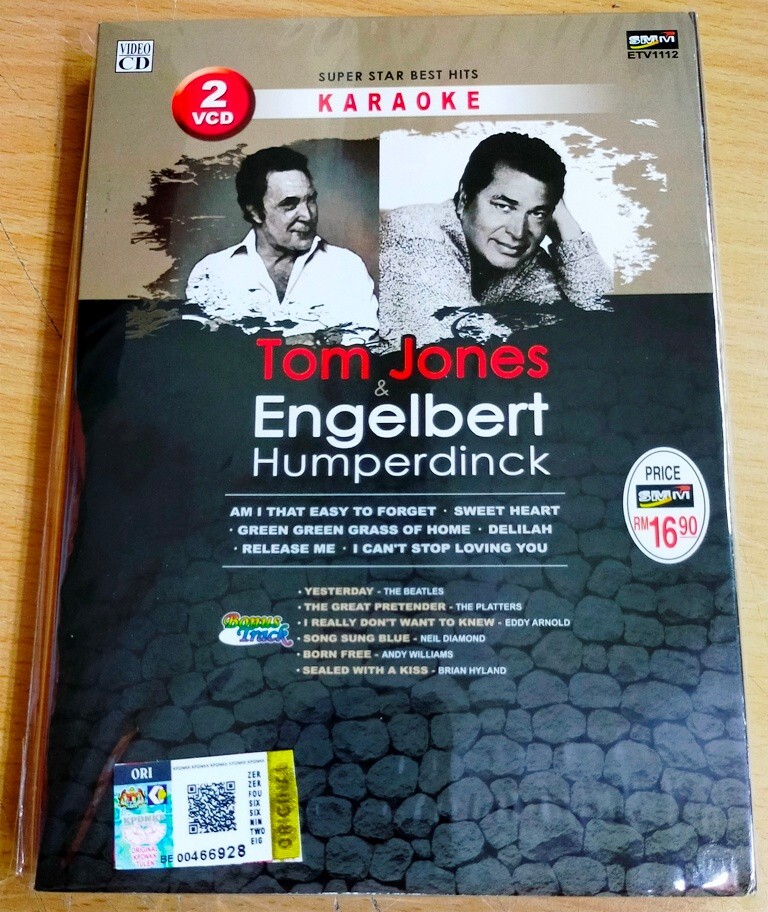 VIDEO
CD
SMM
ETV1112
SUPER STAR BEST HITS
2
VCD
KARAOKE
Tom Jones
&
Engelbert
Humperdinck
AM I THAT EASY TO FORGET · SWEET HEART
· GREEN GREEN GRASS OF HOME · DELILAH
· RELEASE ME · I CAN'T STOP LOVING YOU
PRICE
SMM
RM16.90
Bonus
Track
· YESTERDAY - THE BEATLES
· THE GREAT PRETENDER - THE PLATTERS
· I REALLY DON'T WANT TO KNEW - EDDY ARNOLD
· SONG SUNG BLUE - NEIL DIAMOND
· BORN FREE - ANDY WILLIAMS
· SEALED WITH A KISS - BRIAN HYLAND
ORI
ZER
ZER
FOU
SIX
SIX
NIN
TWO
EIG
ORIGINAL
KPDNKK
ORIGINAL
KPDNKK
TULEN
BE 00466928